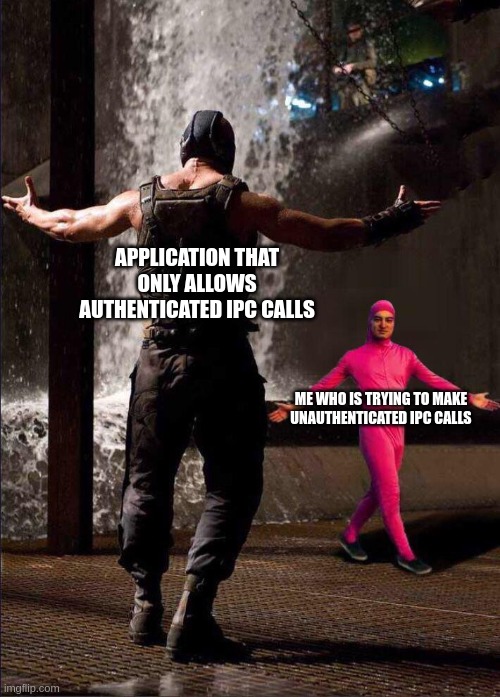 APPLICATION THAT
ONLY ALLOWS
AUTHENTICATED IPC CALLS
ME WHO IS TRYING TO MAKE
UNAUTHENTICATED IPC CALLS
imgflip.com